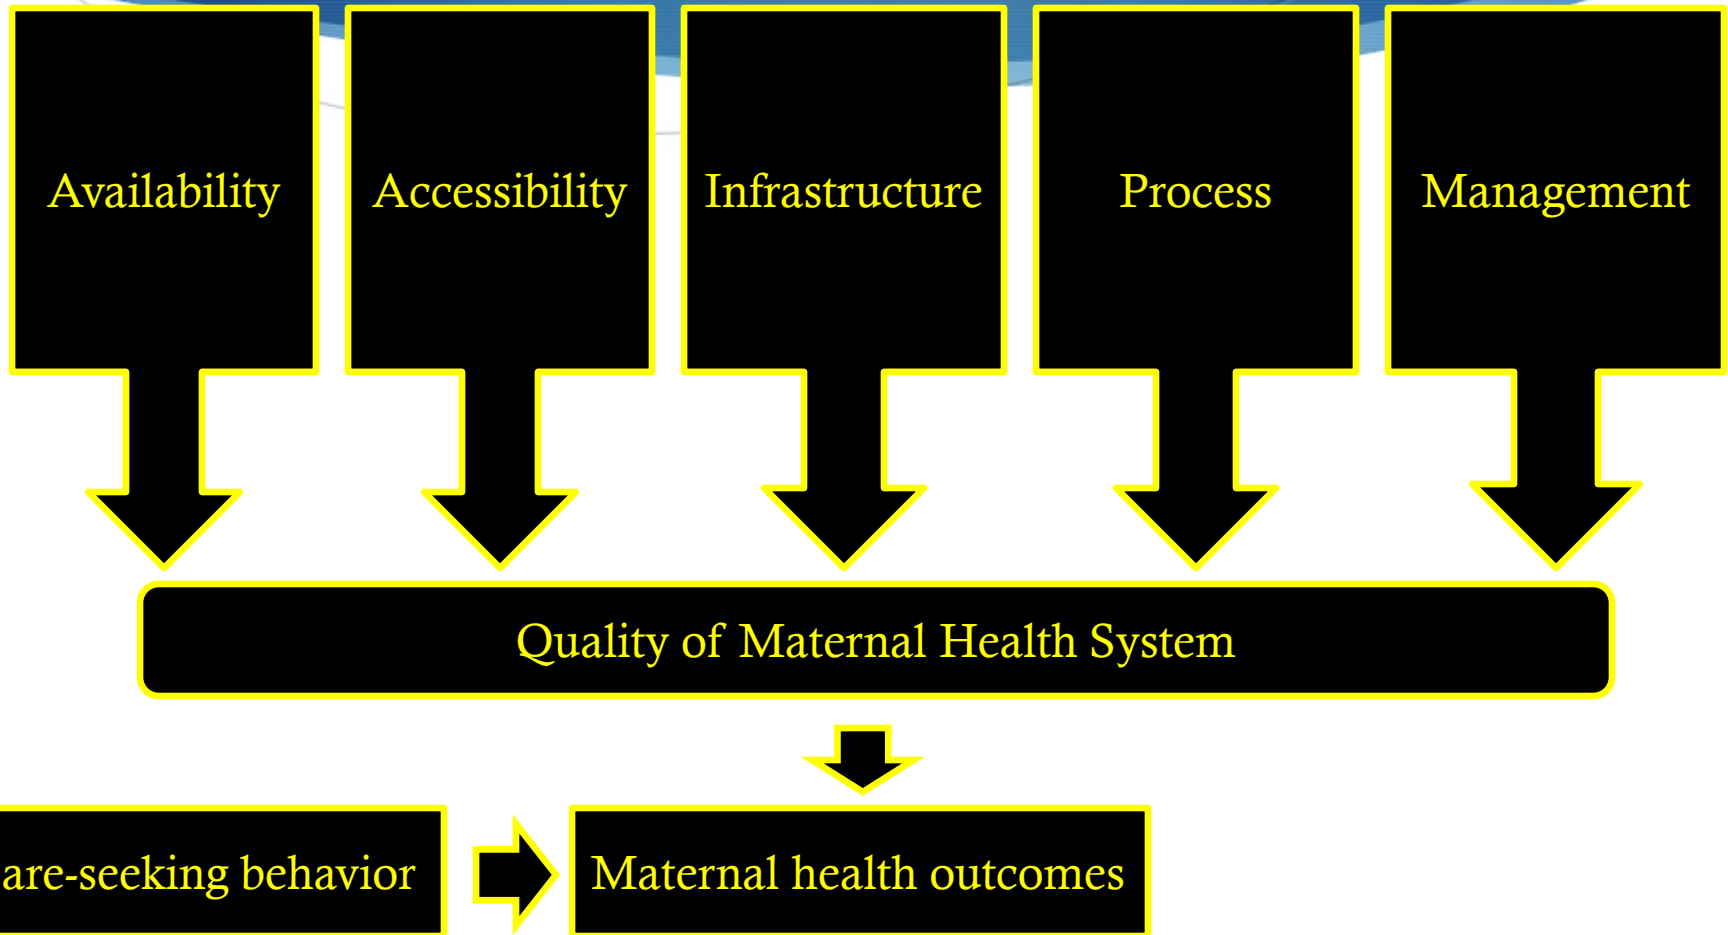 Availability
Accessibility
Infrastructure
Process
Management
Quality of Maternal Health System
are-seeking behavior
Maternal health outcomes